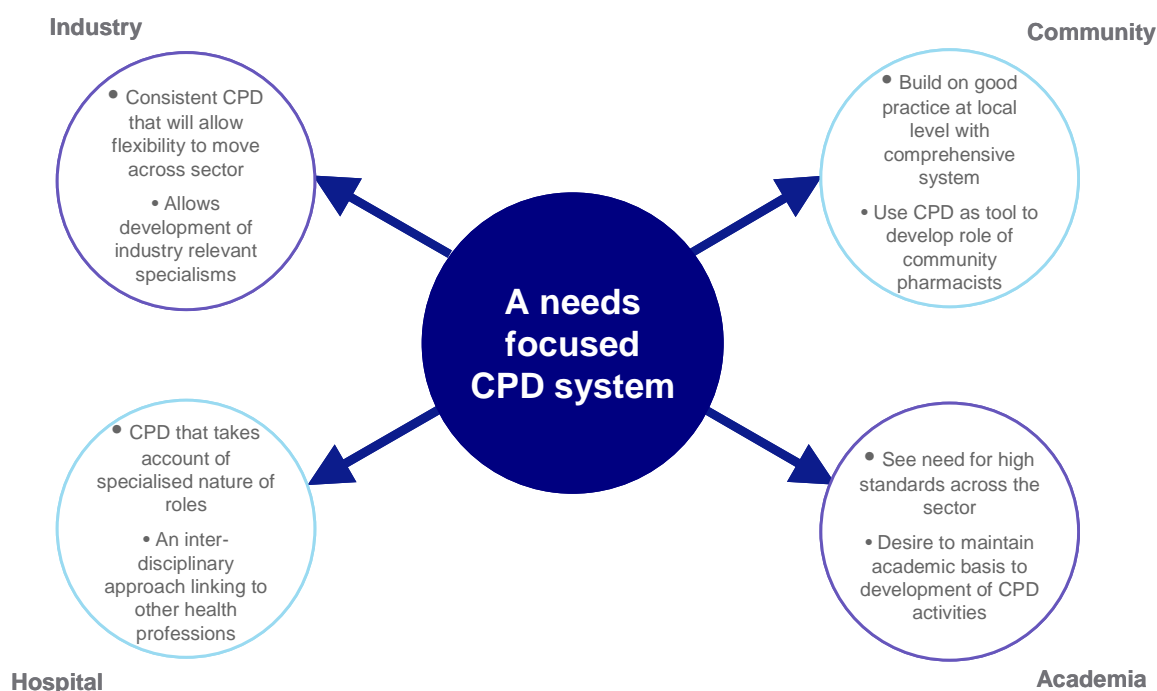 Industry
• Consistent CPD
that will allow
flexibility to move
across sector
• Allows
development of
industry relevant
specialisms
Community
• Build on good
practice at local
level with
comprehensive
system
• Use CPD as tool to
develop role of
community
pharmacists
A needs
focused
CPD system
• CPD that takes
account of
specialised nature of
roles
• An inter-
disciplinary
approach linking to
other health
professions
Hospital
• See need for high
standards across the
sector
• Desire to maintain
academic basis to
development of CPD
activities
Academia